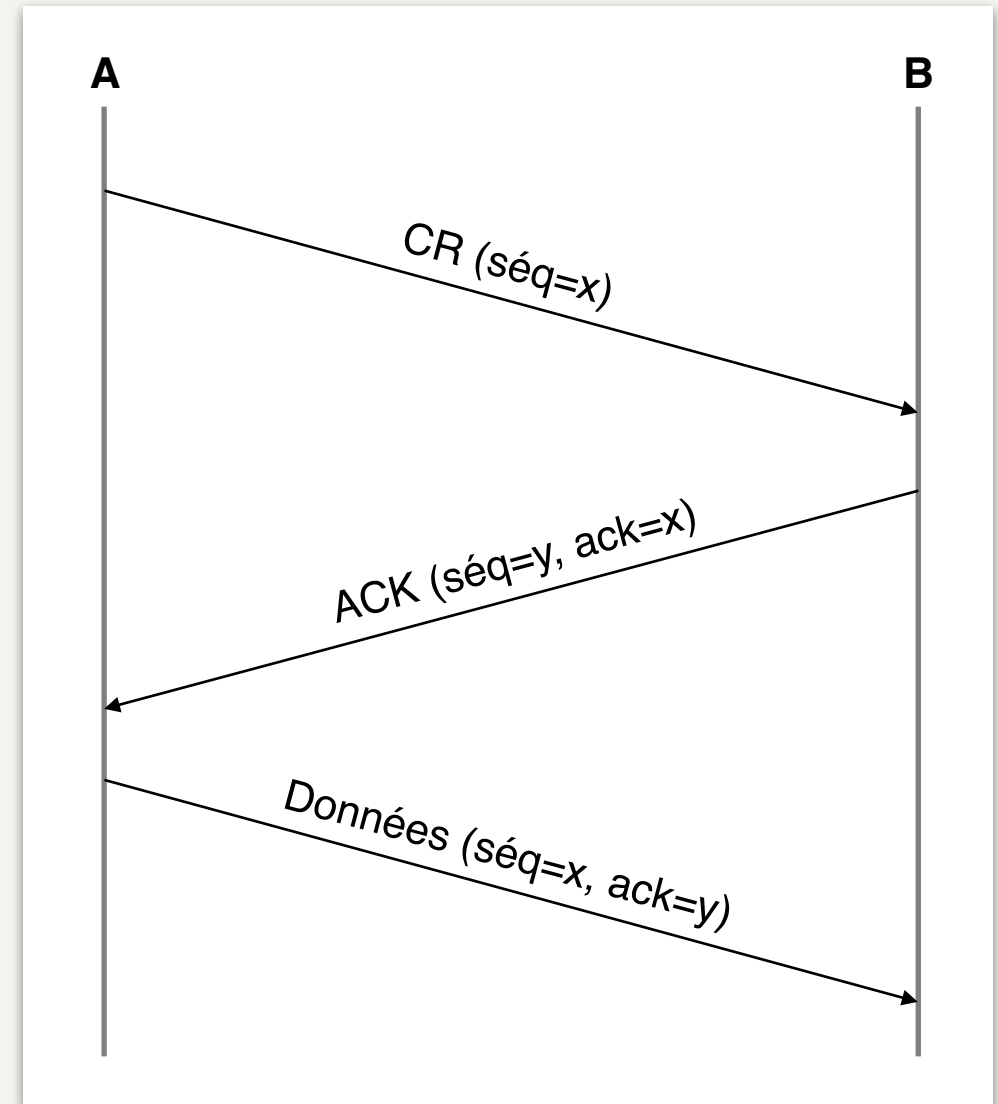 A
B
CR (séq=x)
ACK (séq=y, ack=x)
Données (séq=x, ack=y)